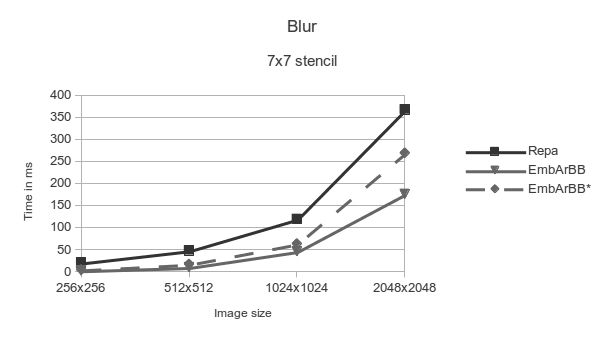 Blur
7x7 stencil
400
350
300
250
200
150
100
50
0
Time in ms
256x256 512x512 1024x1024 2048x2048
Image size
Repa
EmbArBB
EmbArBB*